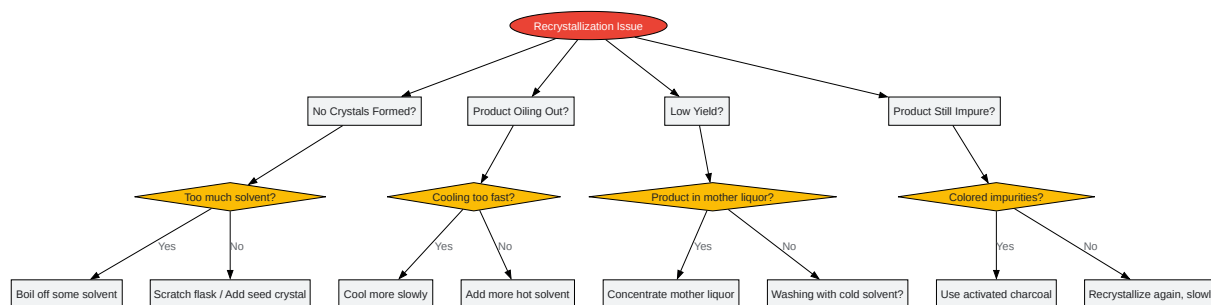 Recrystallization Issue
No Crystals Formed?
Product Oiling Out?
Low Yield?
Product Still Impure?
Too much solvent?
Cooling too fast?
Product in mother liquor?
Colored impurities?
Yes
No
Yes
No
Yes
No
Yes
No
Boil off some solvent
Scratch flask / Add seed crystal
Cool more slowly
Add more hot solvent
Concentrate mother liquor
Washing with cold solvent?
Use activated charcoal
Recrystallize again, slowl